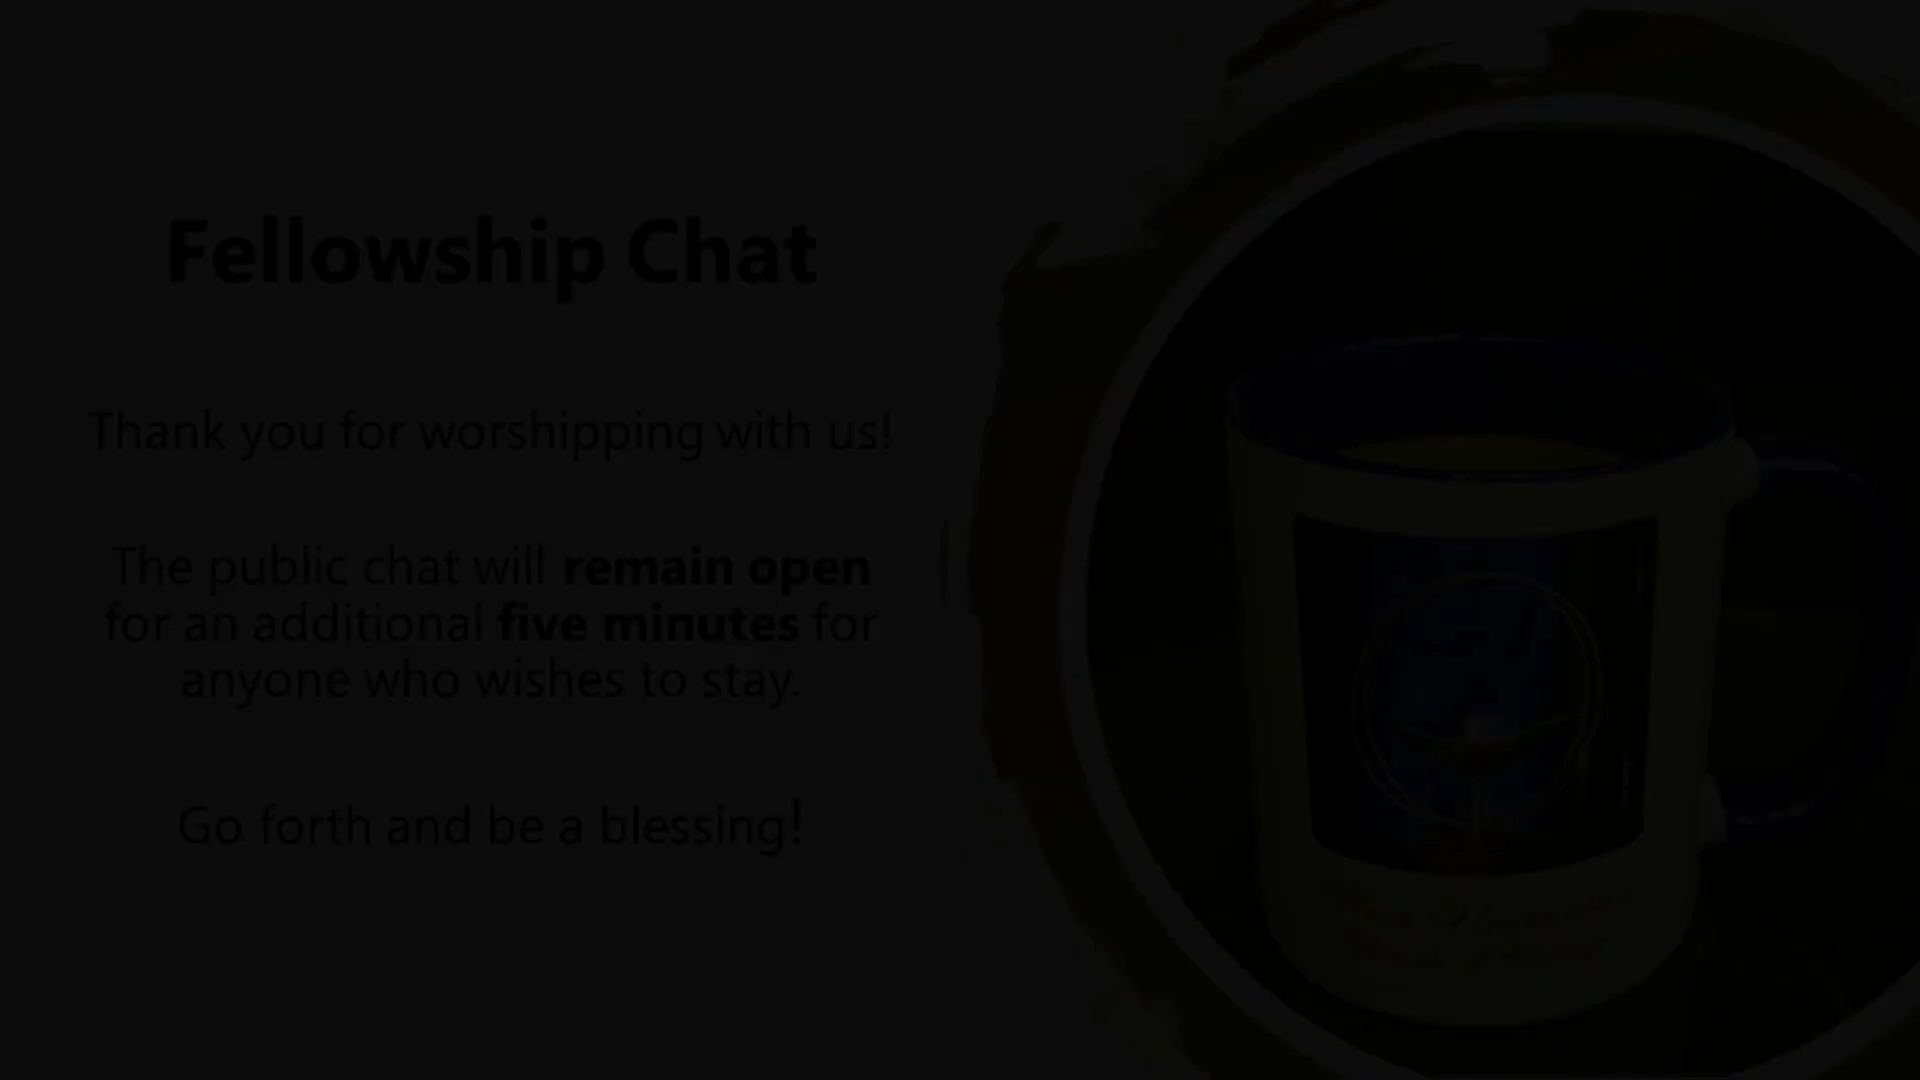 Fellowship Chat
Thank you for worshipping with us!
The public chat will remain open
for an additional five minutes for
anyone who wishes to stay.
Go forth and be a blessing!